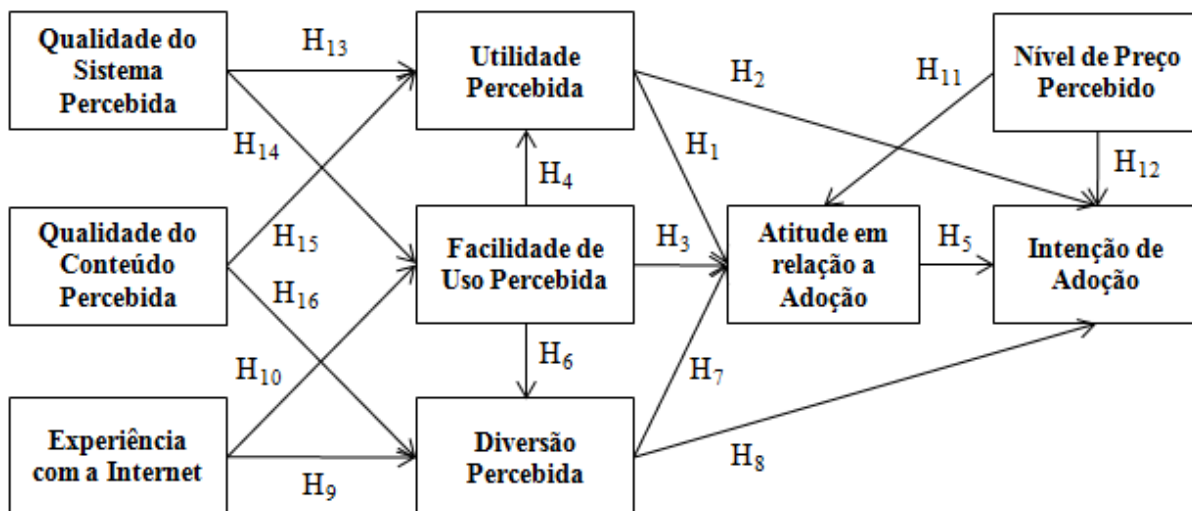 Qualidade do
Sistema
Percebida
H13
Utilidade
Percebida
H2
H11
Nível de Preço
Percebido
H14
H4
H1
H12
Qualidade do
Conteúdo
Percebida
H15
H16
Facilidade de
Uso Percebida
H3
Atitude em
relação a
Adoção
H5
Intenção de
Adoção
H10
H6
H7
Experiência
com a Internet
H9
Diversão
Percebida
H8